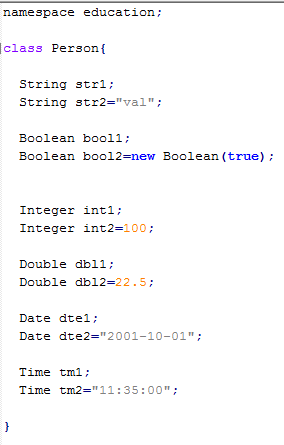 namespace education;
class Person{
String str1;
String str2="val";
Boolean bool1;
Boolean bool2=new Boolean(true);
Integer int1;
Integer int2=100;
Double dbl1;
Double dbl2=22.5;
Date dte1;
Date dte2="2001-10-01";
Time tm1;
Time tm2="11:35:00";
}